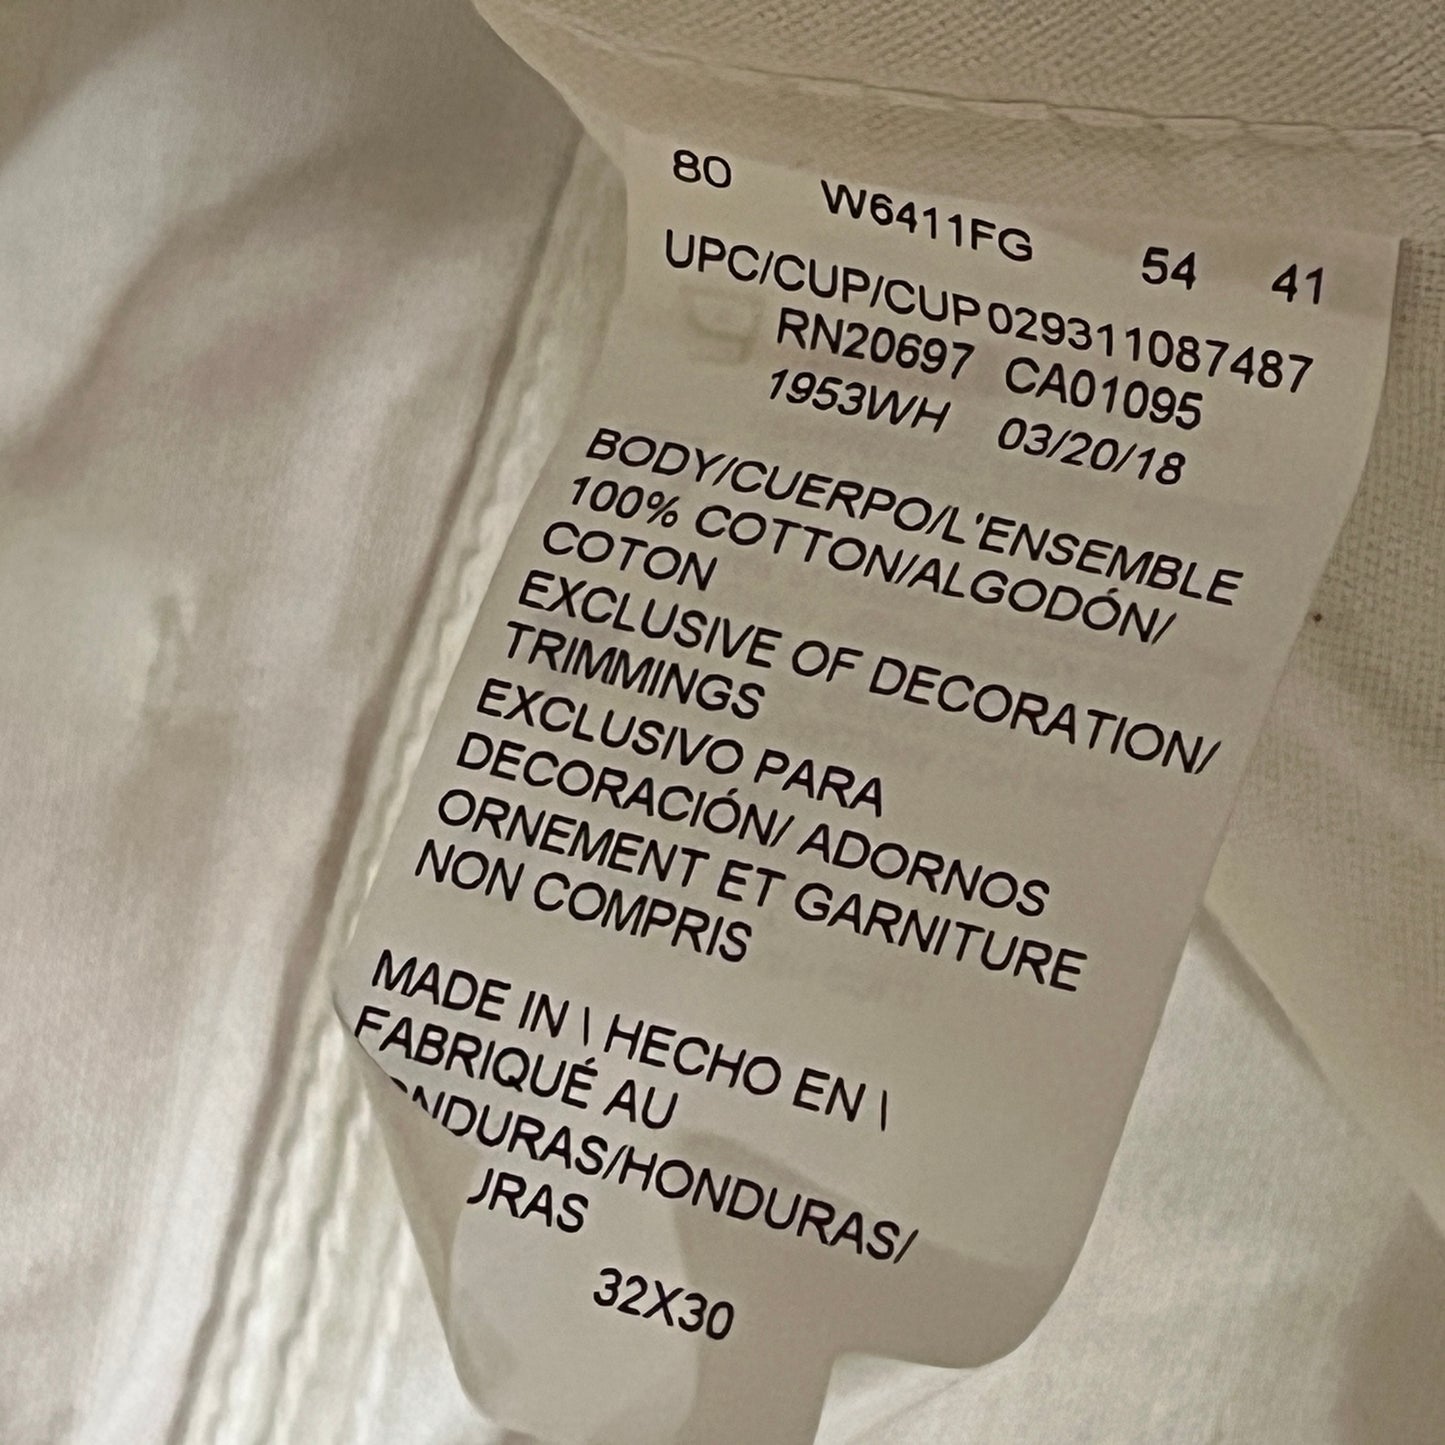 80 W6411FG 54 41
UPC/CUP/CUP 029311087487
RN20697 CA01095
1953WH 03/20/18
BODY/CUERPO/L'ENSEMBLE
100% COTTON/ALGODÓN/
COTON
EXCLUSIVE OF DECORATION/
TRIMMINGS
EXCLUSIVO PARA
DECORACIÓN/ ADORNOS
ORNEMENT ET GARNITURE
NON COMPRIS
MADE IN \ HECHO EN \
FABRIQUÉ AU
ONDURAS/HONDURAS/
URAS
32X30